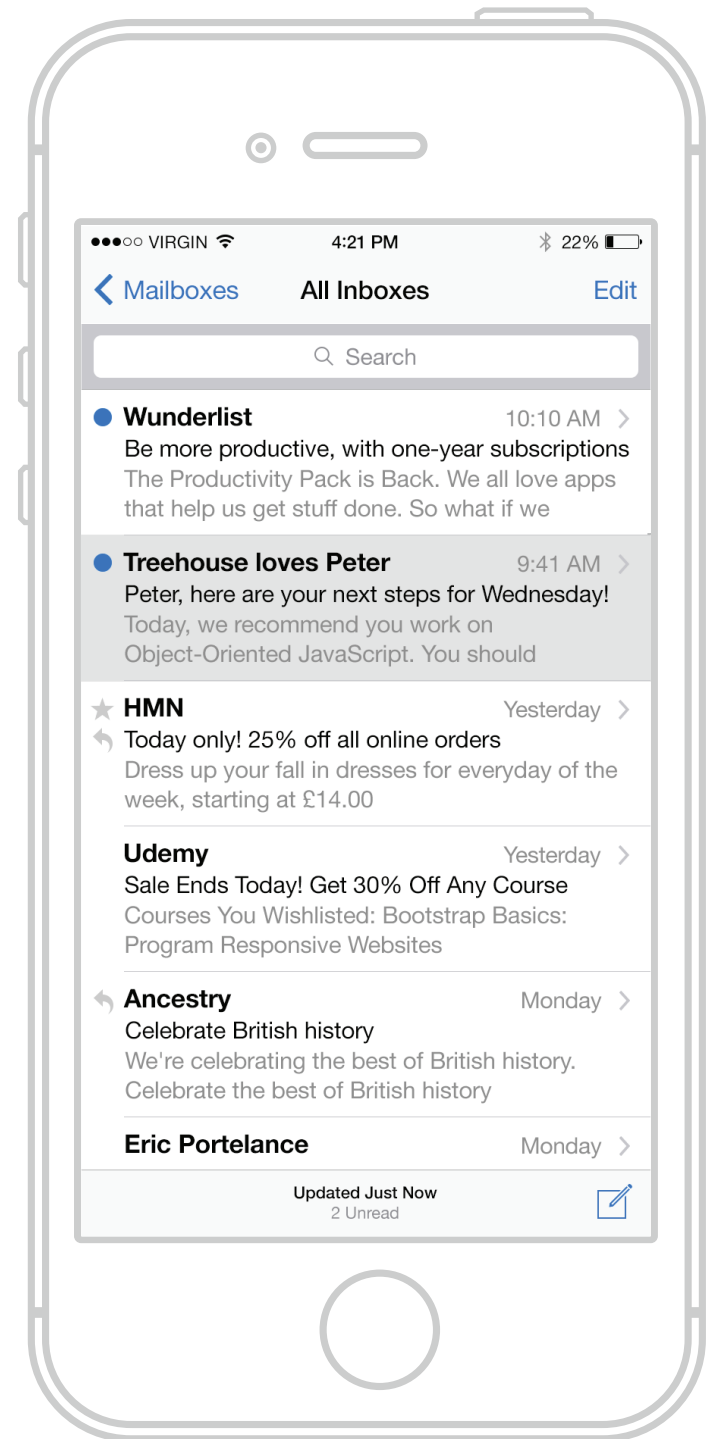 VIRGIN 4:21 PM 22%
Mailboxes All Inboxes Edit
Search
Wunderlist 10:10 AM
Be more productive, with one-year subscriptions
The Productivity Pack is Back. We all love apps
that help us get stuff done. So what if we
Treehouse loves Peter 9:41 AM
Peter, here are your next steps for Wednesday!
Today, we recommend you work on
Object-Oriented JavaScript. You should
HMN Yesterday
Today only! 25% off all online orders
Dress up your fall in dresses for everyday of the
week, starting at £14.00
Udemy Yesterday
Sale Ends Today! Get 30% Off Any Course
Courses You Wishlisted: Bootstrap Basics:
Program Responsive Websites
Ancestry Monday
Celebrate British history
We're celebrating the best of British history.
Celebrate the best of British history
Eric Portelance Monday
Updated Just Now
2 Unread